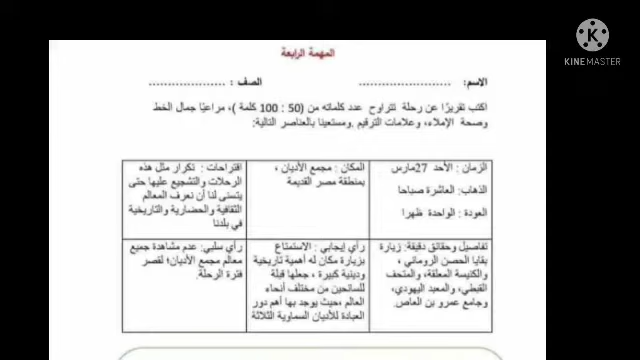 KINEMASTER
المهمة الرابعة
الاسم: ........................ الصف : ....................
اكتب تقريرًا عن رحلة تتراوح عدد كلماته من (50 : 100 كلمة )، مراعيًا جمال الخط
وصحة الإملاء، وعلامات الترقيم .ومستعينا بالعناصر التالية:
الزمان : الأحد 27مارس
الذهاب: العاشرة صباحا
العودة : الواحدة ظهرا
المكان : مجمع الأديان ،
بمنطقة مصر القديمة
اقتراحات : تكرار مثل هذه
الرحلات والتشجيع عليها حتى
يتسنى لنا أن نعرف المعالم
الثقافية والحضارية والتاريخية
في بلدنا
تفاصيل وحقائق دقيقة: زيارة
بقايا الحصن الروماني ،
والكنيسة المعلقة، والمتحف
القبطي، والمعبد اليهودي،
وجامع عمرو بن العاص.
رأي إيجابي : الاستمتاع
بزيارة مكان له أهمية تاريخية
ودينية كبيرة ، جعلها قبلة
للسائحين من مختلف أنحاء
العالم ،حيث يوجد بها أهم دور
العبادة للأديان السماوية الثلاثة
رأي سلبي: عدم مشاهدة جميع
معالم مجمع الأديان؛ لقصر
فترة الرحلة.